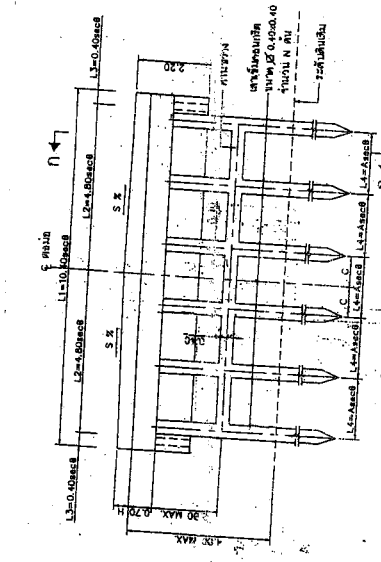 L3=0.40secθ
L2=4.80secθ
L1=10.40secθ
L2=4.80secθ
L3=0.40secθ
¢ ตอม่อ
ก
2.20
S %
S %
คานขวาง
เสาเข็มคอนกรีต
ขนาด 0.40x0.40
จำนวน N ต้น
ระดับดินเดิม
L4=Asecθ
L4=Asecθ
L4=Asecθ
L4=Asecθ
L4=Asecθ
C
C
0.70
H
MAX.
MAX.